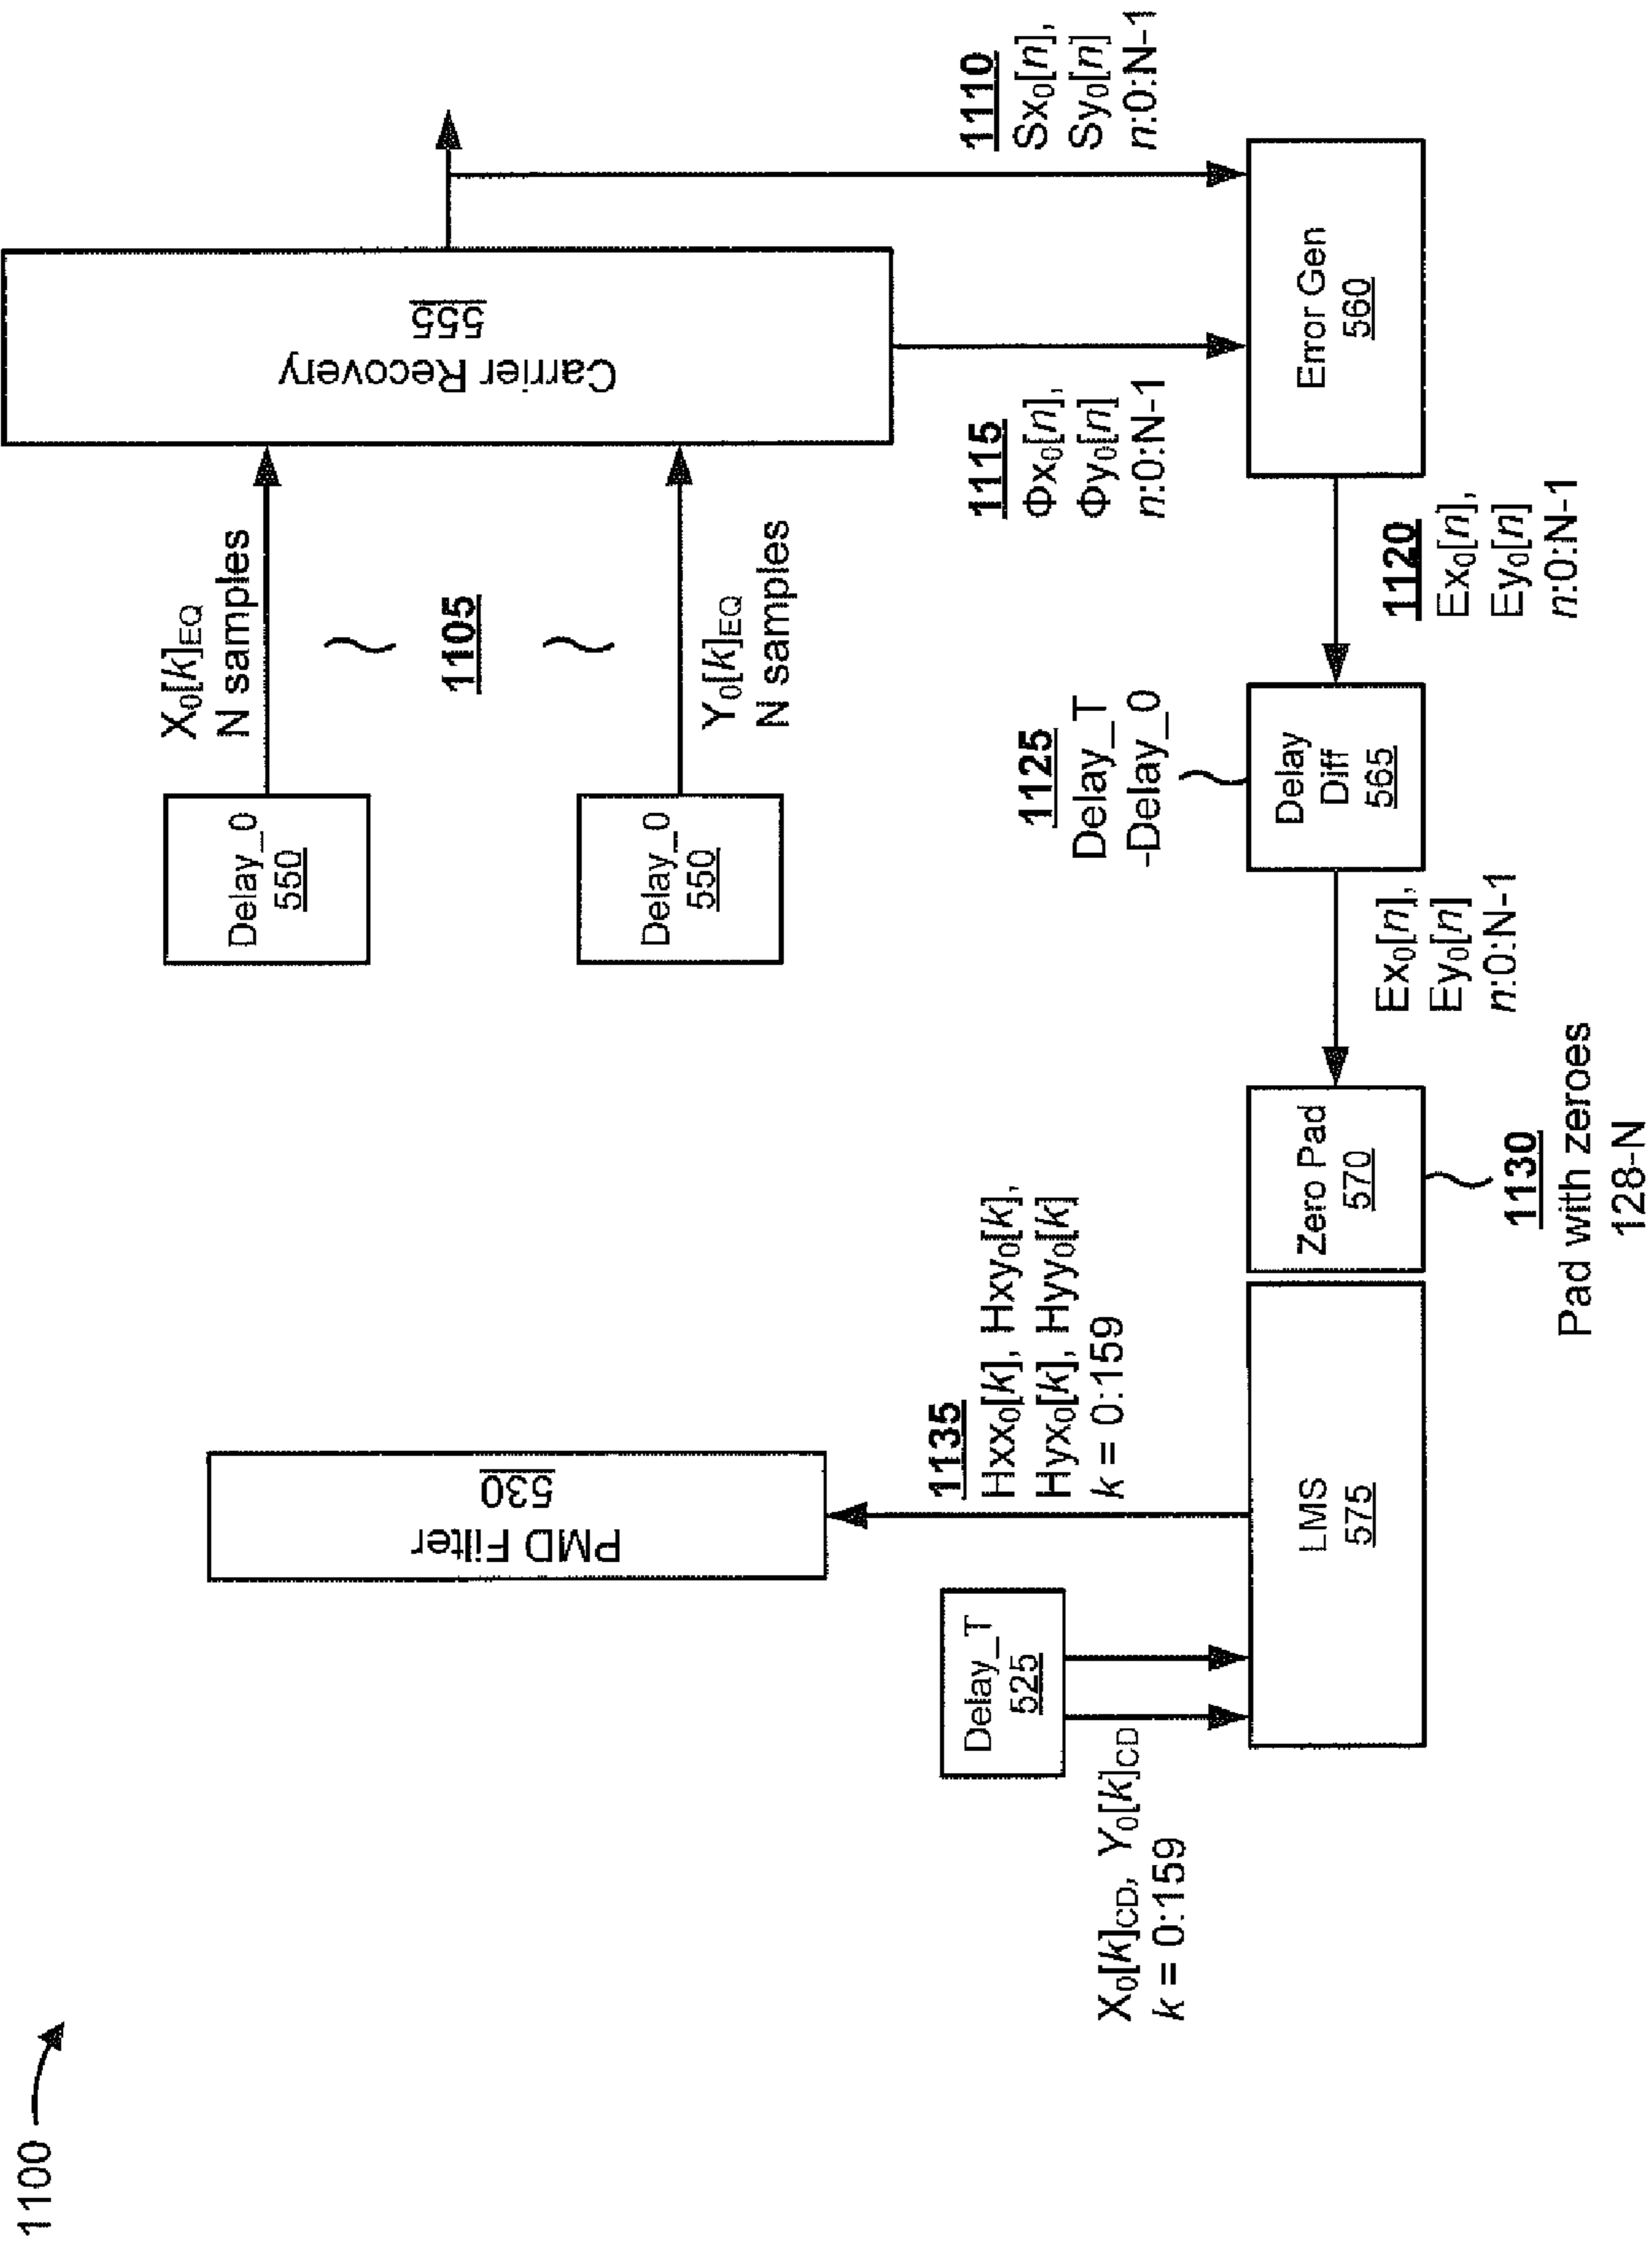 1100
Delay_0
550
Delay_0
550
X0[k]EQ
N samples
1105
Y0[k]EQ
N samples
Carrier Recovery
555
1110
Sx0[n],
Sy0[n]
n:0:N-1
1115
Φx0[n],
Φy0[n]
n:0:N-1
Error Gen
560
1120
Ex0[n],
Ey0[n]
n:0:N-1
1125
Delay_T
-Delay_0
Delay
Diff
565
Ex0[n],
Ey0[n]
n:0:N-1
Zero Pad
570
1130
Pad with zeroes
128-N
PMD Filter
530
1135
Hxx0[k], Hxy0[k],
Hyx0[k], Hyy0[k]
k = 0:159
Delay_T
525
X0[k]CD, Y0[k]CD
k = 0:159
LMS
575